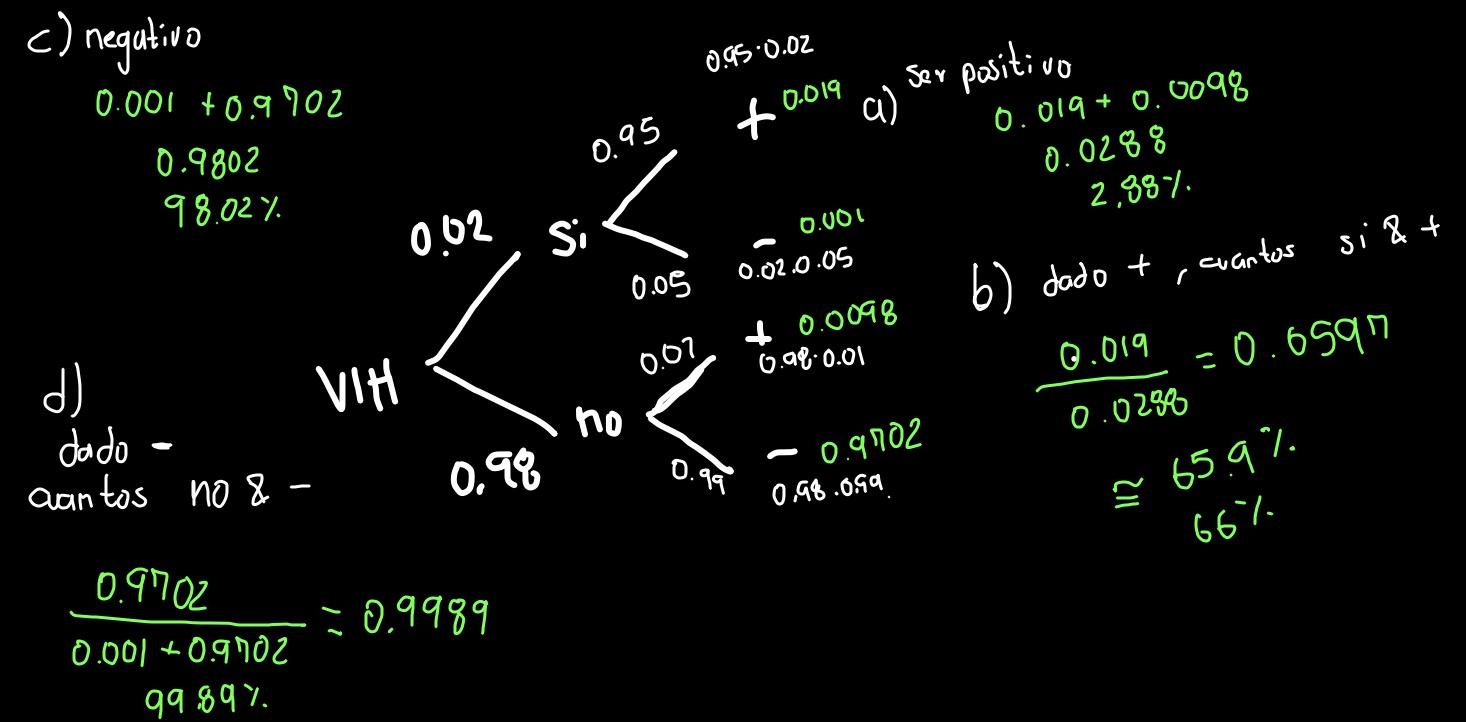 c) negativo
0.001 + 0.9702
0.9802
98.02%
0.95·0.02
+ 0.019
0.95
0.02
Si
- 0.001
0.02.0.05
0.05
VIH
+ 0.0098
0.98·0.01
0.01
no
0.98
0.99
- 0.9702
0.98.0.99.
a) ser positivo
0.019 + 0.0098
0.0288
2.88%
b) dado +, cuantos si & +
0.019
0.0288
= 0.6597
≅ 65.9%
66%
d)
dado -
cuantos no & -
0.9702
0.001 + 0.9702
= 0.9989
99.89%